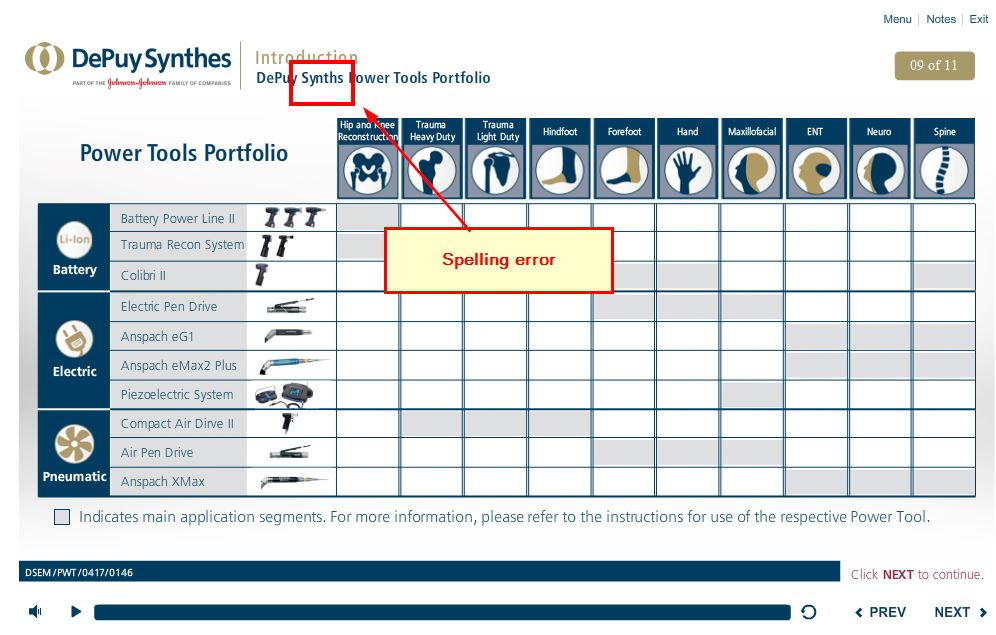 Menu Notes Exit
DePuy Synthes
PART OF THE Johnson & Johnson FAMILY OF COMPANIES
Introduction
DePuy Synths Power Tools Portfolio
09 of 11
Power Tools Portfolio
Hip and Knee Reconstruction
Trauma Heavy Duty
Trauma Light Duty
Hindfoot
Forefoot
Hand
Maxillofacial
ENT
Neuro
Spine
Li-Ion
Battery
Battery Power Line II
Trauma Recon System
Colibri II
Spelling error
Electric
Electric Pen Drive
Anspach eG1
Anspach eMax2 Plus
Piezoelectric System
Pneumatic
Compact Air Dirve II
Air Pen Drive
Anspach XMax
Indicates main application segments. For more information, please refer to the instructions for use of the respective Power Tool.
DSEM/PWT/0417/0146
Click NEXT to continue.
PREV NEXT